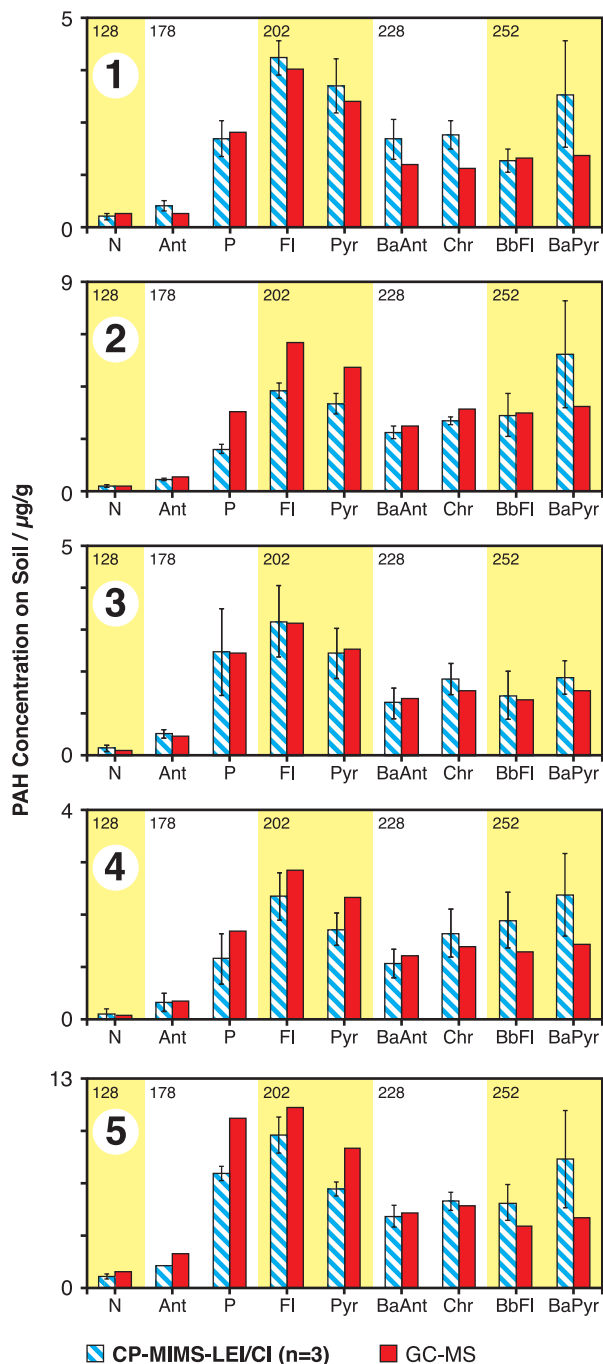 PAH Concentration on Soil / µg/g
5
128 178 202 228 252
1
0
N Ant P Fl Pyr BaAnt Chr BbFl BaPyr
9
128 178 202 228 252
2
0
N Ant P Fl Pyr BaAnt Chr BbFl BaPyr
5
128 178 202 228 252
3
0
N Ant P Fl Pyr BaAnt Chr BbFl BaPyr
4
128 178 202 228 252
4
0
N Ant P Fl Pyr BaAnt Chr BbFl BaPyr
13
128 178 202 228 252
5
0
N Ant P Fl Pyr BaAnt Chr BbFl BaPyr
CP-MIMS-LEI/CI (n=3) GC-MS